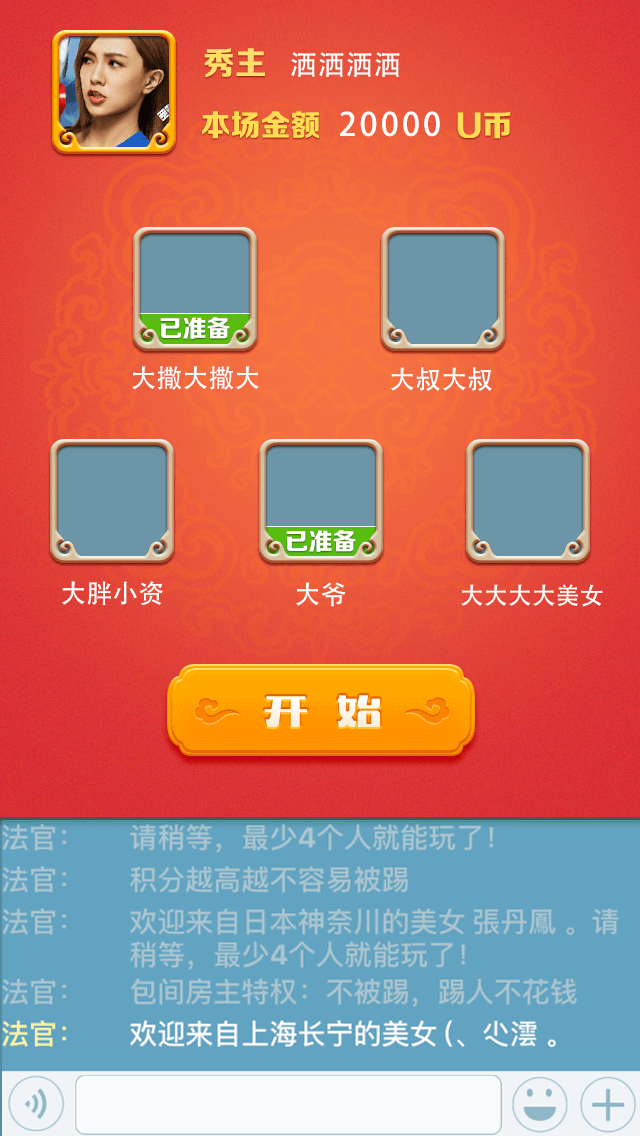 秀主 洒洒洒洒
本场金额 20000 U币
已准备
大撒大撒大 大叔大叔
已准备
大胖小资 大爷 大大大大美女
开始
法官： 请稍等，最少4个人就能玩了！
法官： 积分越高越不容易被踢
法官： 欢迎来自日本神奈川的美女 張丹鳳 。请
稍等，最少4个人就能玩了！
法官： 包间房主特权：不被踢，踢人不花钱
法官： 欢迎来自上海长宁的美女 (、尐澐 。